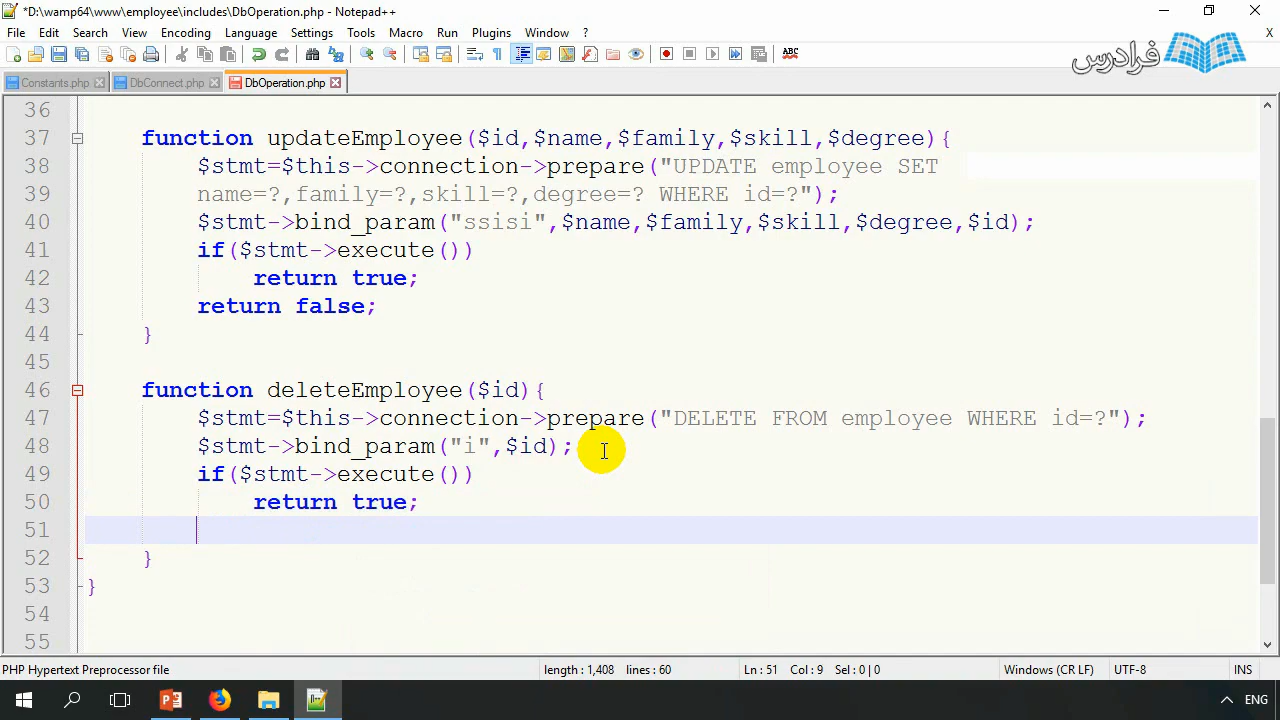 *D:\wamp64\www\employee\includes\DbOperation.php - Notepad++
File Edit Search View Encoding Language Settings Tools Macro Run Plugins Window ? X
ABC
فرادرس
Constants.php DbConnect.php DbOperation.php
36
37 function updateEmployee($id,$name,$family,$skill,$degree){
38 $stmt=$this->connection->prepare("UPDATE employee SET
39 name=?,family=?,skill=?,degree=? WHERE id=?");
40 $stmt->bind_param("ssisi",$name,$family,$skill,$degree,$id);
41 if($stmt->execute())
42 return true;
43 return false;
44 }
45
46 function deleteEmployee($id){
47 $stmt=$this->connection->prepare("DELETE FROM employee WHERE id=?");
48 $stmt->bind_param("i",$id);
49 if($stmt->execute())
50 return true;
51
52 }
53 }
54
55
PHP Hypertext Preprocessor file length : 1,408 lines : 60 Ln : 51 Col : 9 Sel : 0 | 0 Windows (CR LF) UTF-8 INS
ENG